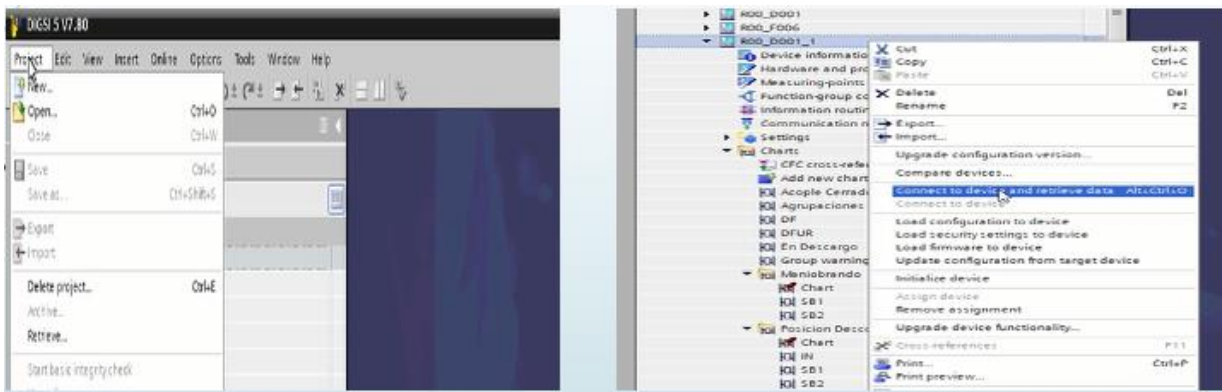 DIGSI 5 V7.80
Project Edit View Insert Online Options Tools Window Help
New...
Open... Ctrl+O
Close Ctrl+W
Save Ctrl+S
Save as... Ctrl+Shift+S
Export
Import
Delete project... Ctrl+E
Archive...
Retrieve...
Start basic integrity check
R00_D001
R00_F006
R00_D001_1
Device informatio
Hardware and pro
Measuring-points
Function-group co
Information routin
Communication n
Settings
Charts
CFC cross-refe
Add new chart
Acople Cerrad
Agrupaciones
DF
DFUR
En Descargo
Group warning
Maniobrando
Chart
SB1
SB2
Posicion Desc
Chart
IN
SB1
SB2
Cut Ctrl+X
Copy Ctrl+C
Paste Ctrl+V
Delete Del
Rename F2
Export...
Import...
Upgrade configuration version...
Compare devices...
Connect to device and retrieve data Alt+Ctrl+O
Connect to device
Load configuration to device
Load security settings to device
Load firmware to device
Update configuration from target device
Initialize device
Assign device
Remove assignment
Upgrade device functionality...
Cross-references F11
Print... Ctrl+P
Print preview...